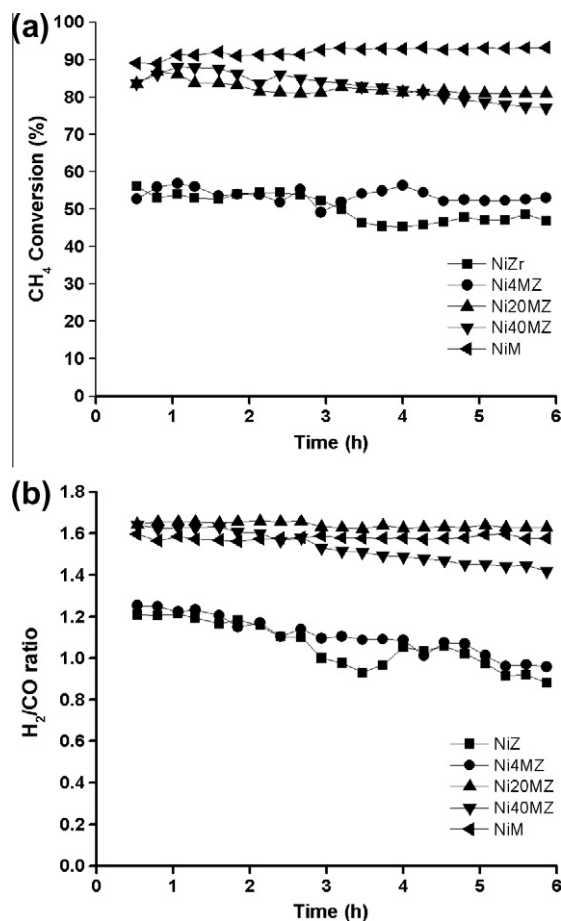 (a)
100
90
80
70
60
50
40
30
20
10
0
CH₄ Conversion (%)
NiZr
Ni4MZ
Ni20MZ
Ni40MZ
NiM
0 1 2 3 4 5 6
Time (h)
(b)
1.8
1.6
1.4
1.2
1.0
0.8
0.6
0.4
0.2
0.0
H₂/CO ratio
NiZ
Ni4MZ
Ni20MZ
Ni40MZ
NiM
0 1 2 3 4 5 6
Time (h)